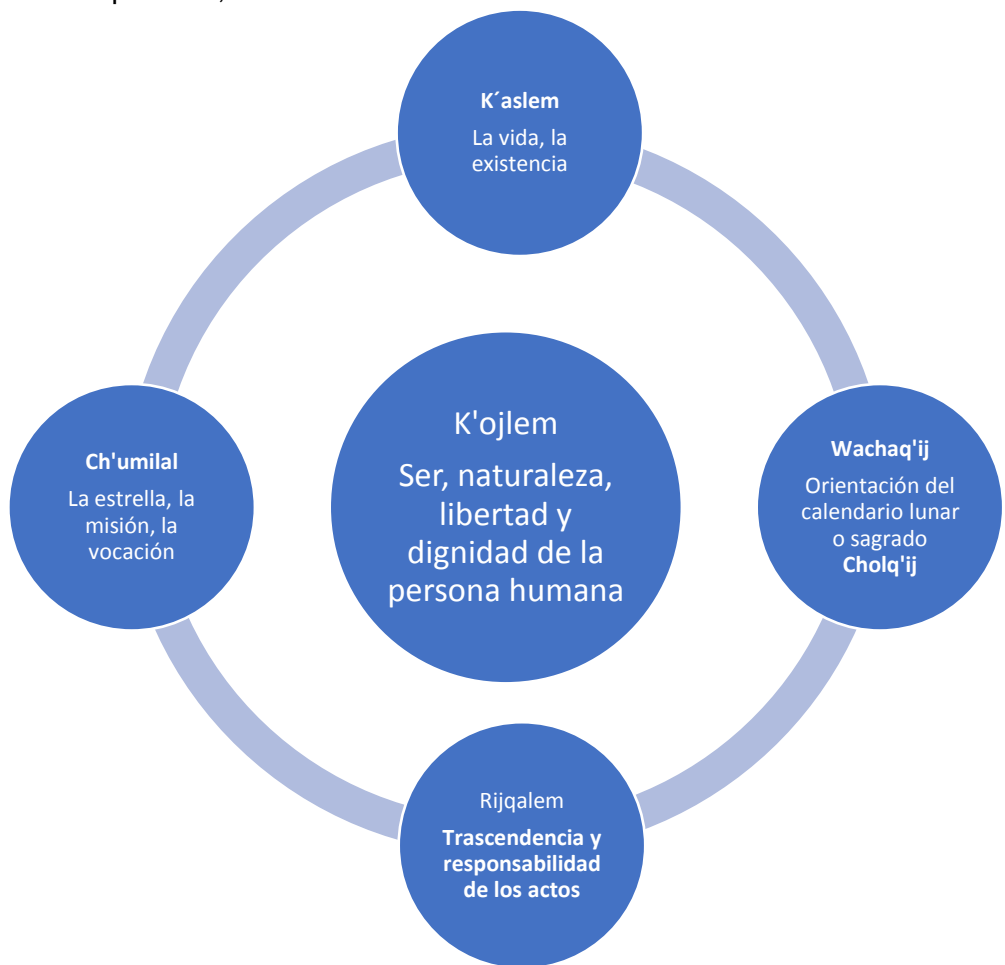 K´aslem
La vida, la
existencia
Ch'umilal
La estrella, la
misión, la
vocación
K'ojlem
Ser, naturaleza,
libertad y
dignidad de la
persona humana
Wachaq'ij
Orientación del
calendario lunar
o sagrado
Cholq'ij
Rijqalem
Trascendencia y
responsabilidad
de los actos